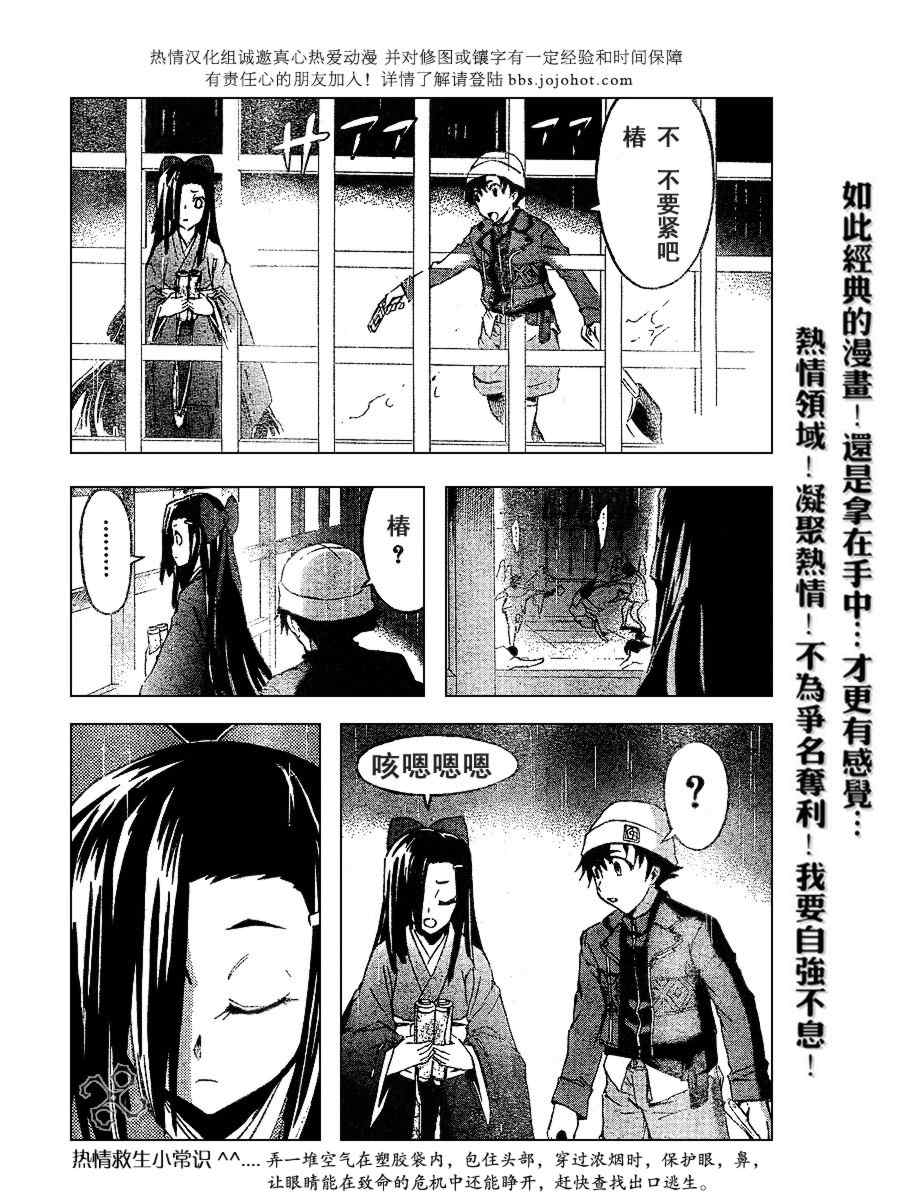 热情汉化组诚邀真心热爱动漫 并对修图或镶字有一定经验和时间保障
有责任心的朋友加入！详情了解请登陆 bbs.jojohot.com
不 不要紧吧
椿
ザアアアア
椿？
…………
？
咳嗯嗯嗯
如此經典的漫畫！還是拿在手中…才更有感覺…
熱情領域！凝聚熱情！不為爭名奪利！我要自強不息！
热情救生小常识 ^^.... 弄一堆空气在塑胶袋内，包住头部，穿过浓烟时，保护眼，鼻，
让眼睛能在致命的危机中还能睁开，赶快查找出口逃生。